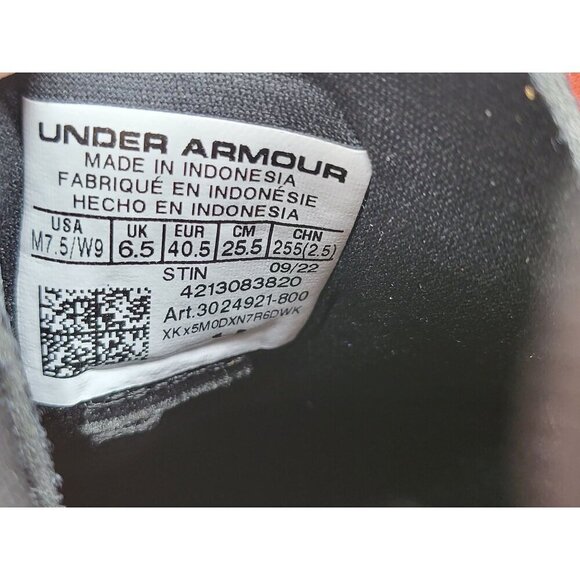 UNDER ARMOUR
MADE IN INDONESIA
FABRIQUÉ EN INDONÉSIE
HECHO EN INDONESIA
USA UK EUR CM CHN
M7.5/W9 6.5 40.5 25.5 255(2.5)
STIN 09/22
4213083820
Art.3024921-800
XKx5M0DXN7R6DWK